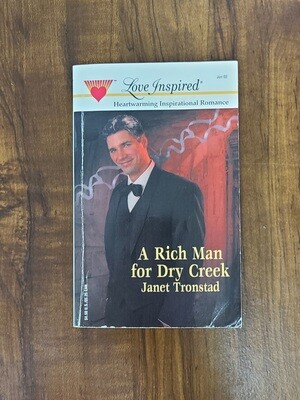 Love Inspired®
Heartwarming Inspirational Romance
A Rich Man
for Dry Creek
Janet Tronstad